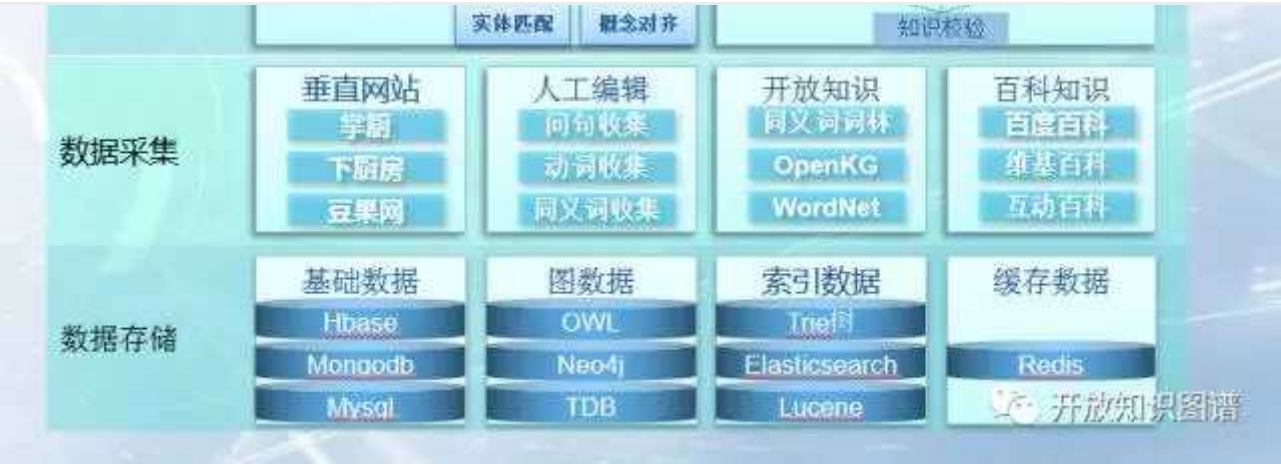 实体匹配 概念对齐 知识校验
数据采集
垂直网站
学厨
下厨房
豆果网
人工编辑
问句收集
动词收集
同义词收集
开放知识
同义词词林
OpenKG
WordNet
百科知识
百度百科
维基百科
互动百科
数据存储
基础数据
Hbase
Mongodb
Mysql
图数据
OWL
Neo4j
TDB
索引数据
Trie树
Elasticsearch
Lucene
缓存数据
Redis
开放知识图谱